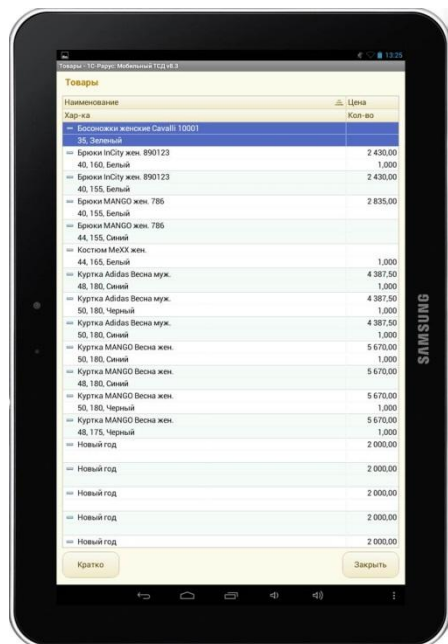 13:25
Товары - 1С-Рарус: Мобильный ТСД v8.3
Товары
Наименование Цена
Хар-ка Кол-во
Босоножки женские Cavalli 10001
35, Зеленый
Брюки InCity жен. 890123 2 430,00
40, 160, Белый 1,000
Брюки InCity жен. 890123 2 430,00
40, 155, Белый
Брюки MANGO жен. 786 2 835,00
40, 155, Белый
Брюки MANGO жен. 786
44, 155, Синий
Костюм MeXX жен.
44, 165, Белый 1,000
Куртка Adidas Весна муж. 4 387,50
48, 180, Синий 1,000
Куртка Adidas Весна муж. 4 387,50
50, 180, Черный 1,000
Куртка Adidas Весна муж. 4 387,50
50, 180, Синий 1,000
Куртка MANGO Весна жен. 5 670,00
50, 180, Синий 1,000
Куртка MANGO Весна жен. 5 670,00
48, 180, Синий 1,000
Куртка MANGO Весна жен. 5 670,00
50, 180, Черный 1,000
Куртка MANGO Весна жен. 5 670,00
48, 175, Черный 1,000
Новый год 2 000,00
Новый год 2 000,00
Новый год 2 000,00
Новый год 2 000,00
Новый год 2 000,00
Кратко Закрыть
SAMSUNG